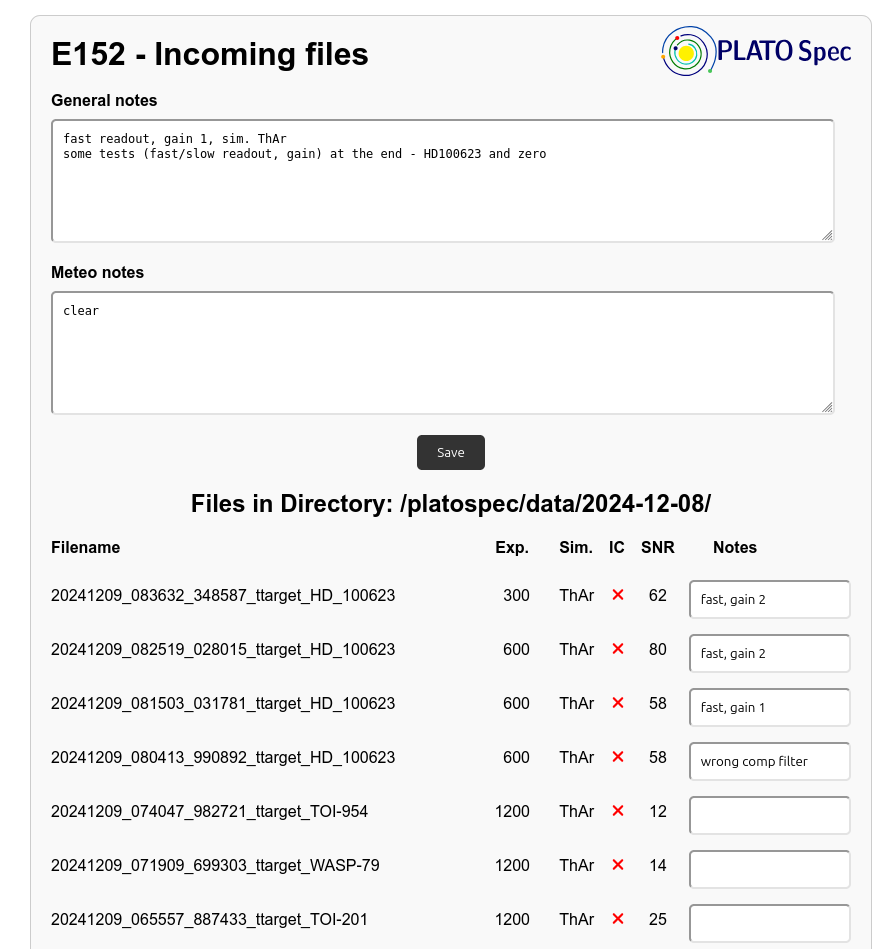 E152 - Incoming files
PLATO Spec
General notes
fast readout, gain 1, sim. ThAr
some tests (fast/slow readout, gain) at the end - HD100623 and zero
Meteo notes
clear
Save
Files in Directory: /platospec/data/2024-12-08/
Filename Exp. Sim. IC SNR Notes
20241209_083632_348587_ttarget_HD_100623 300 ThAr ✕ 62 fast, gain 2
20241209_082519_028015_ttarget_HD_100623 600 ThAr ✕ 80 fast, gain 2
20241209_081503_031781_ttarget_HD_100623 600 ThAr ✕ 58 fast, gain 1
20241209_080413_990892_ttarget_HD_100623 600 ThAr ✕ 58 wrong comp filter
20241209_074047_982721_ttarget_TOI-954 1200 ThAr ✕ 12
20241209_071909_699303_ttarget_WASP-79 1200 ThAr ✕ 14
20241209_065557_887433_ttarget_TOI-201 1200 ThAr ✕ 25